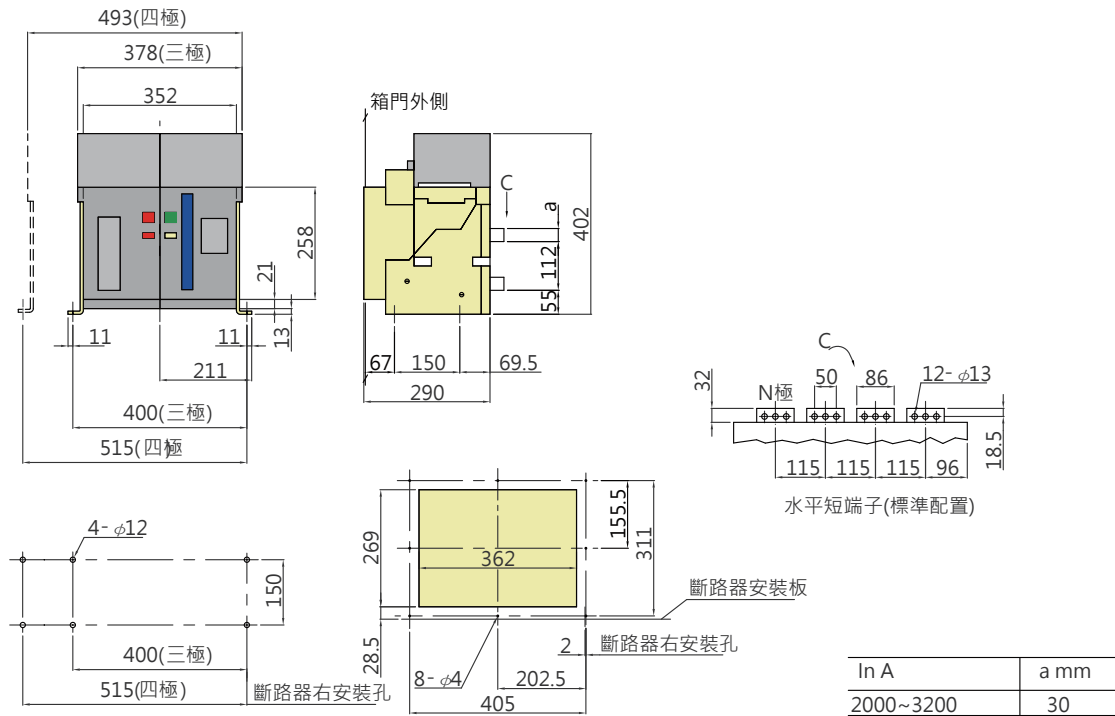 493(四極)
378(三極)
352
258
21
13
11
11
211
400(三極)
515(四極
箱門外側
C
a
402
112
55
67
150
69.5
290
C
32
N極
50
86
12-φ13
18.5
115
115
115
96
水平短端子(標準配置)
4-φ12
150
400(三極)
515(四極)
斷路器右安裝孔
269
362
155.5
311
斷路器安裝板
28.5
2
斷路器右安裝孔
8-φ4
202.5
405
In A a mm
2000~3200 30